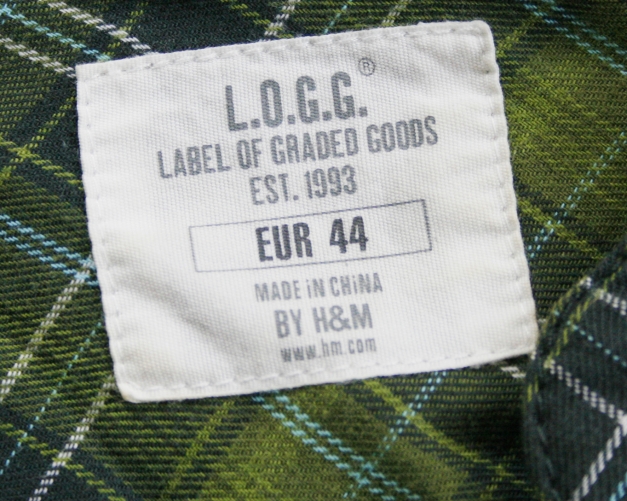 L.O.G.G.®
LABEL OF GRADED GOODS
EST. 1993
EUR 44
MADE iN CHiNA
BY H&M
www.hm.com